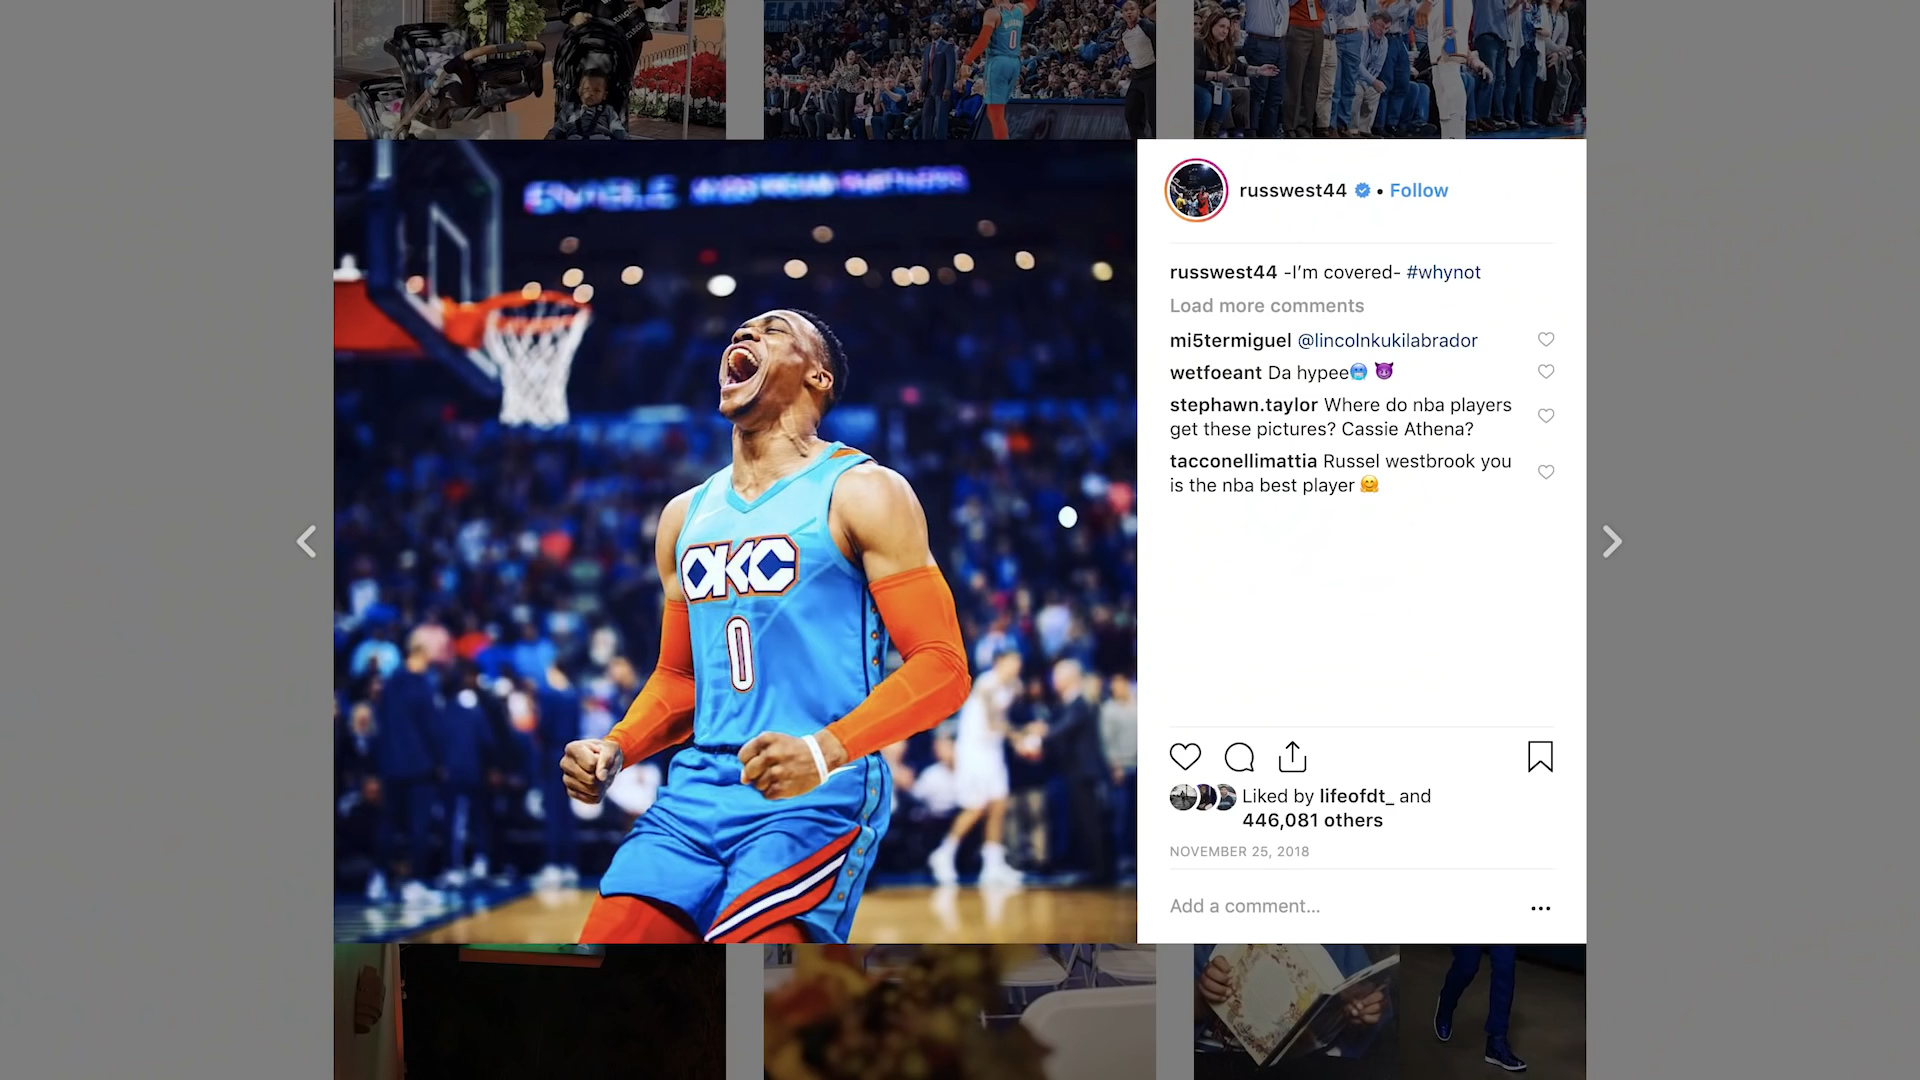 0
russwest44 • Follow
russwest44 -I'm covered- #whynot
Load more comments
mi5termiguel @lincolnkukilabrador
wetfoeant Da hypee🥶 😈
stephawn.taylor Where do nba players
get these pictures? Cassie Athena?
tacconellimattia Russel westbrook you
is the nba best player 🤗
OKC
0
Liked by lifeofdt_ and
446,081 others
NOVEMBER 25, 2018
Add a comment...